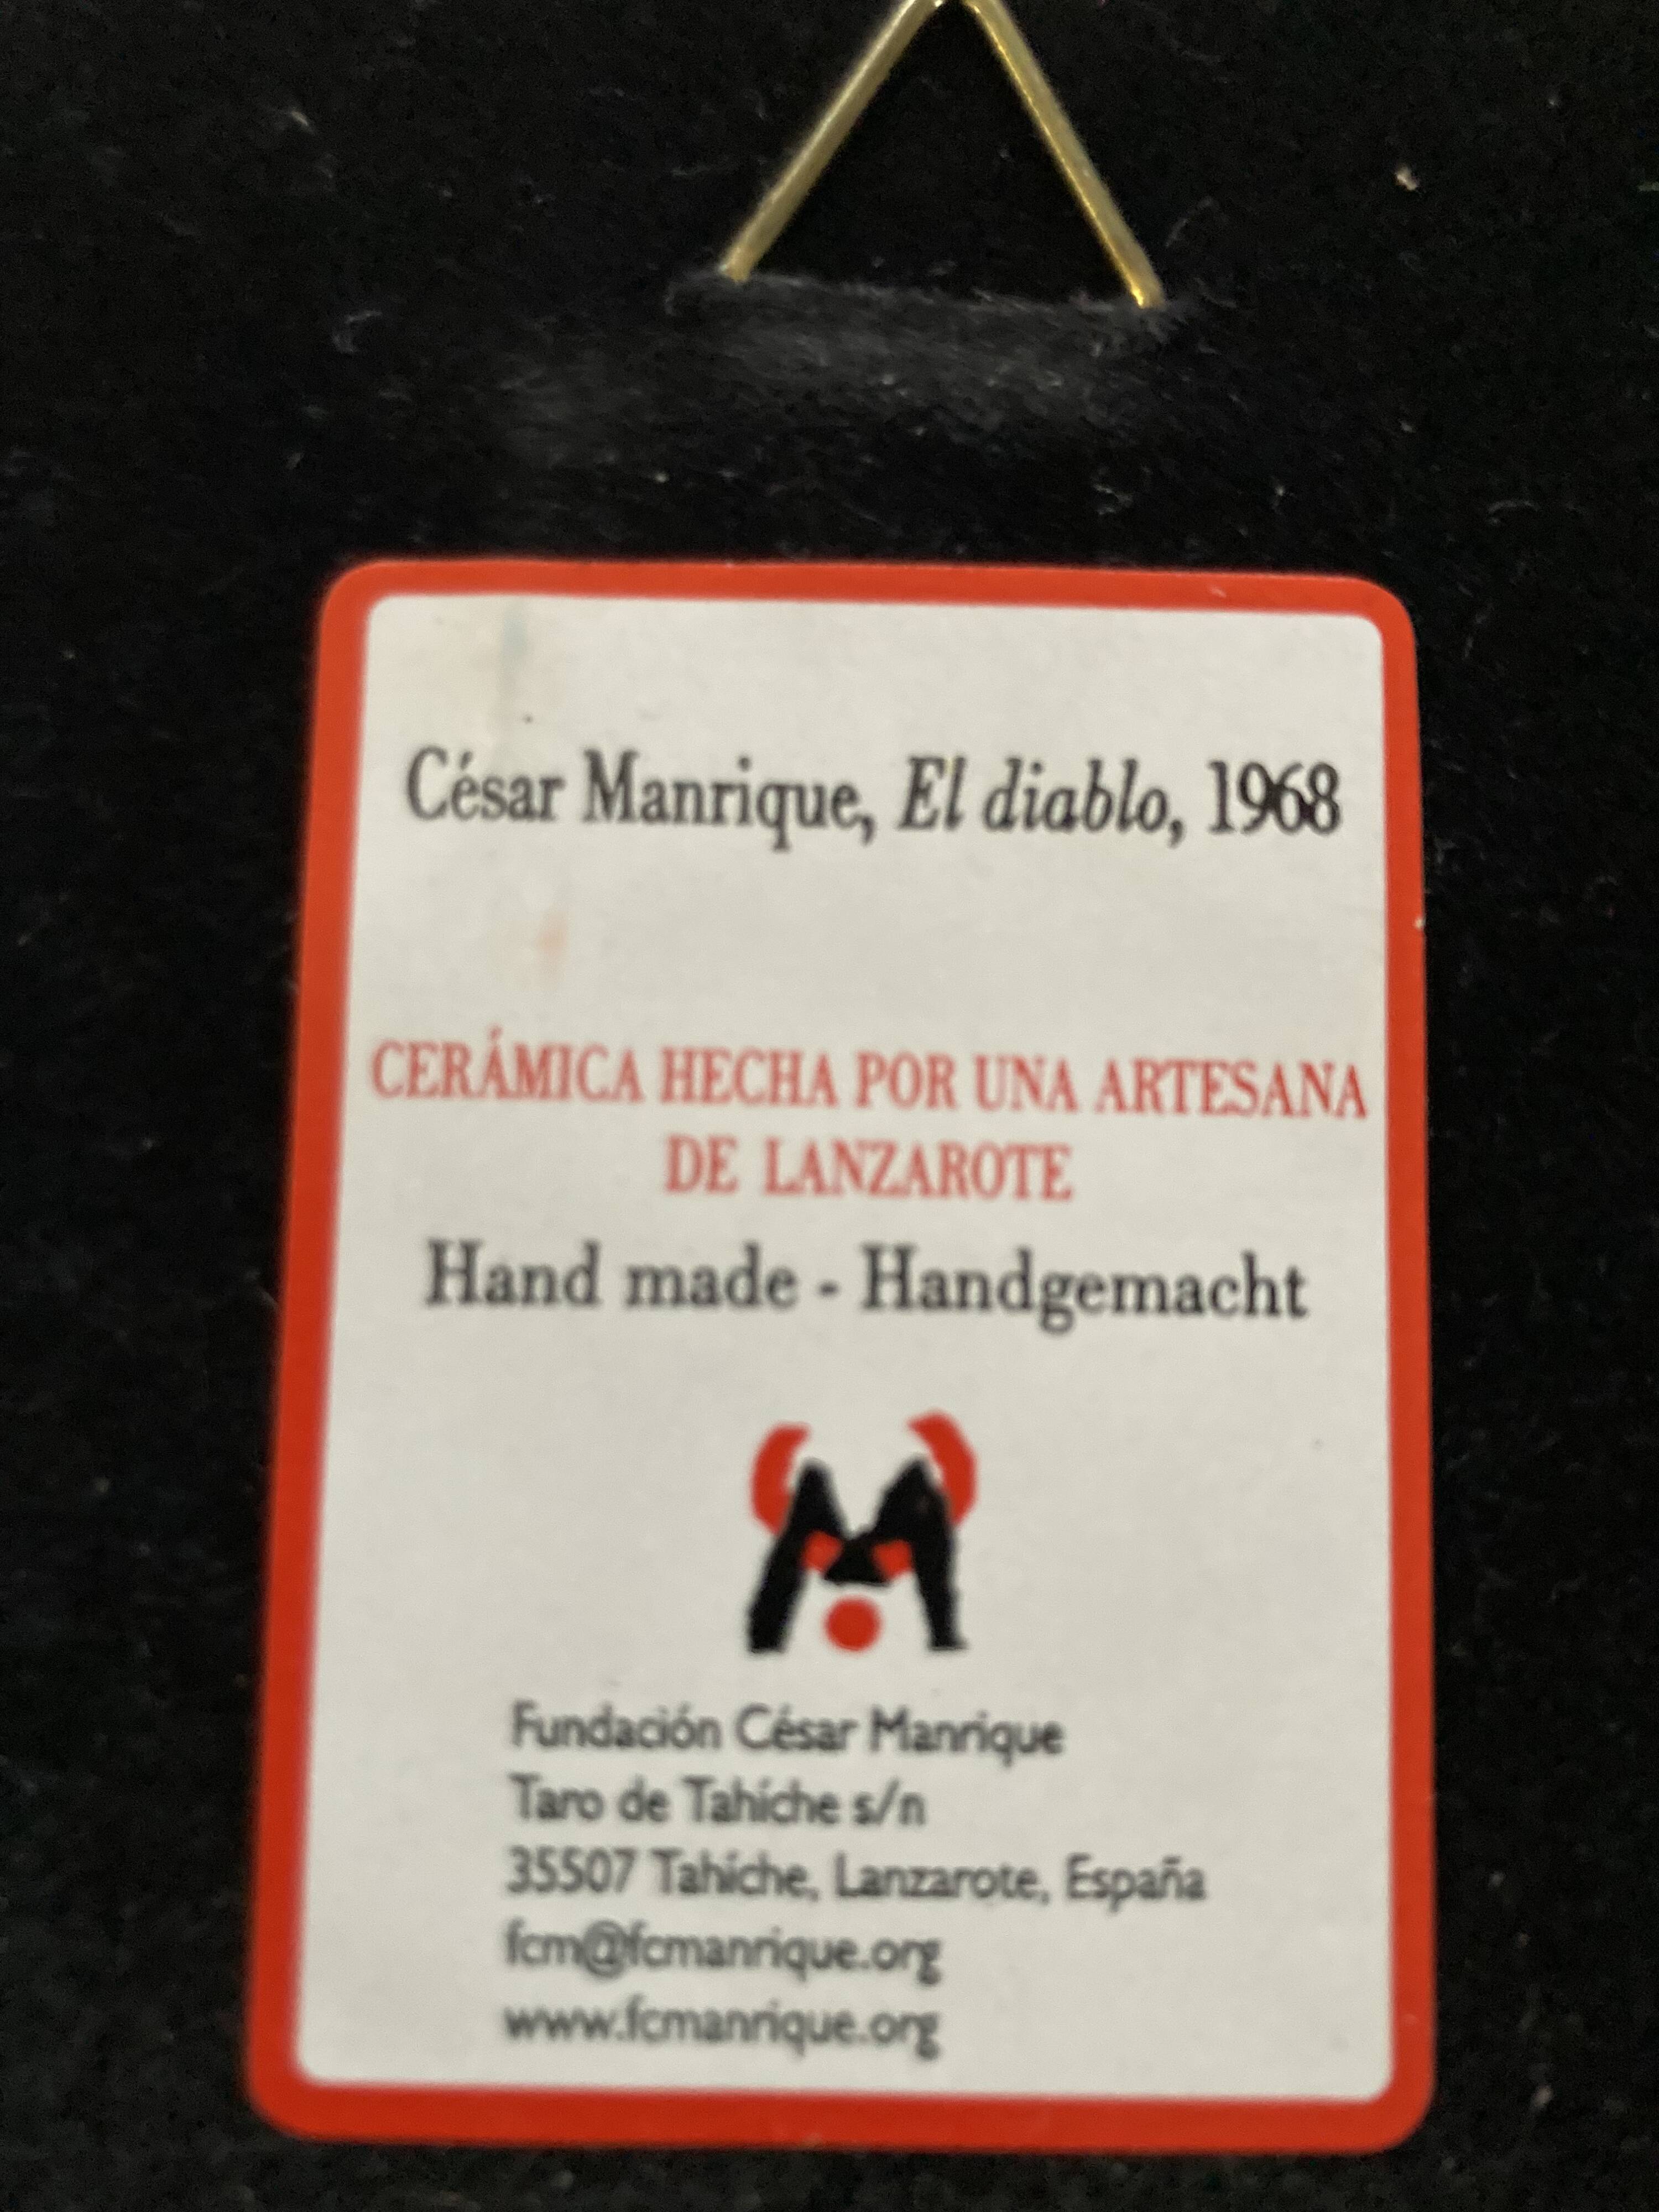 César Manrique, El diablo, 1968
CERÁMICA HECHA POR UNA ARTESANA
DE LANZAROTE
Hand made - Handgemacht
M
Fundación César Manrique
Taro de Tahíche s/n
35507 Tahíche, Lanzarote, España
fcm@fcmanrique.org
www.fcmanrique.org